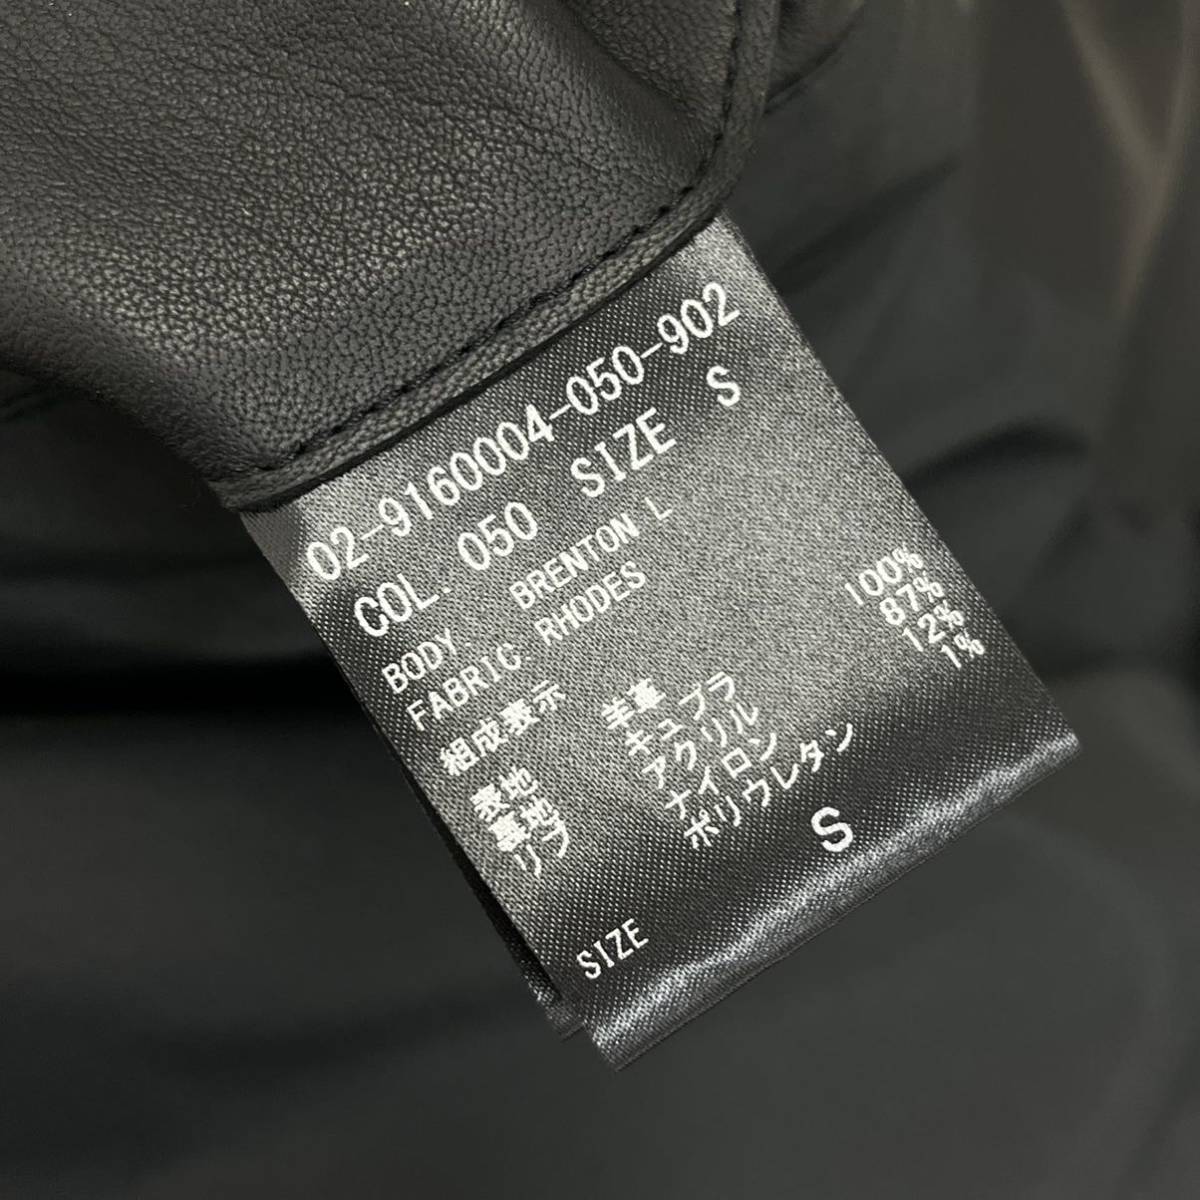 02-9160004-050-902
COL. 050 SIZE S
BODY. BRENTON L
FABRIC. RHODES
組成表示
表地 羊革 100%
裏地 キュプラ
リブ アクリル 87%
ナイロン 12%
ポリウレタン 1%
SIZE S